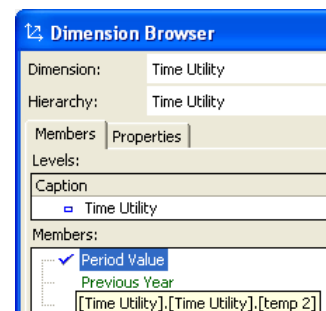 Dimension Browser
Dimension: Time Utility
Hierarchy: Time Utility
Members Properties
Levels:
Caption
Time Utility
Members:
Period Value
Previous Year
[Time Utility].[Time Utility].[temp 2]